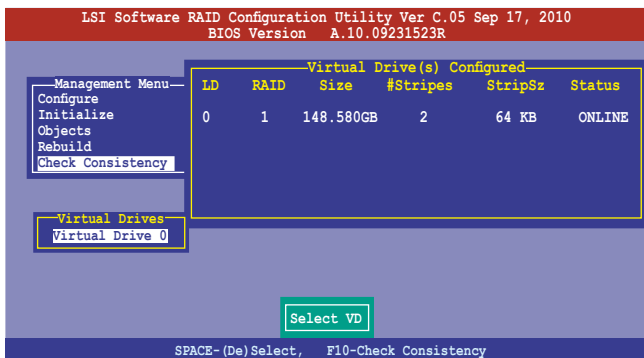 LSI Software RAID Configuration Utility Ver C.05 Sep 17, 2010
BIOS Version A.10.09231523R
Virtual Drive(s) Configured
LD RAID Size #Stripes StripSz Status
0 1 148.580GB 2 64 KB ONLINE
Management Menu
Configure
Initialize
Objects
Rebuild
Check Consistency
Virtual Drives
Virtual Drive 0
Select VD
SPACE-(De)Select, F10-Check Consistency